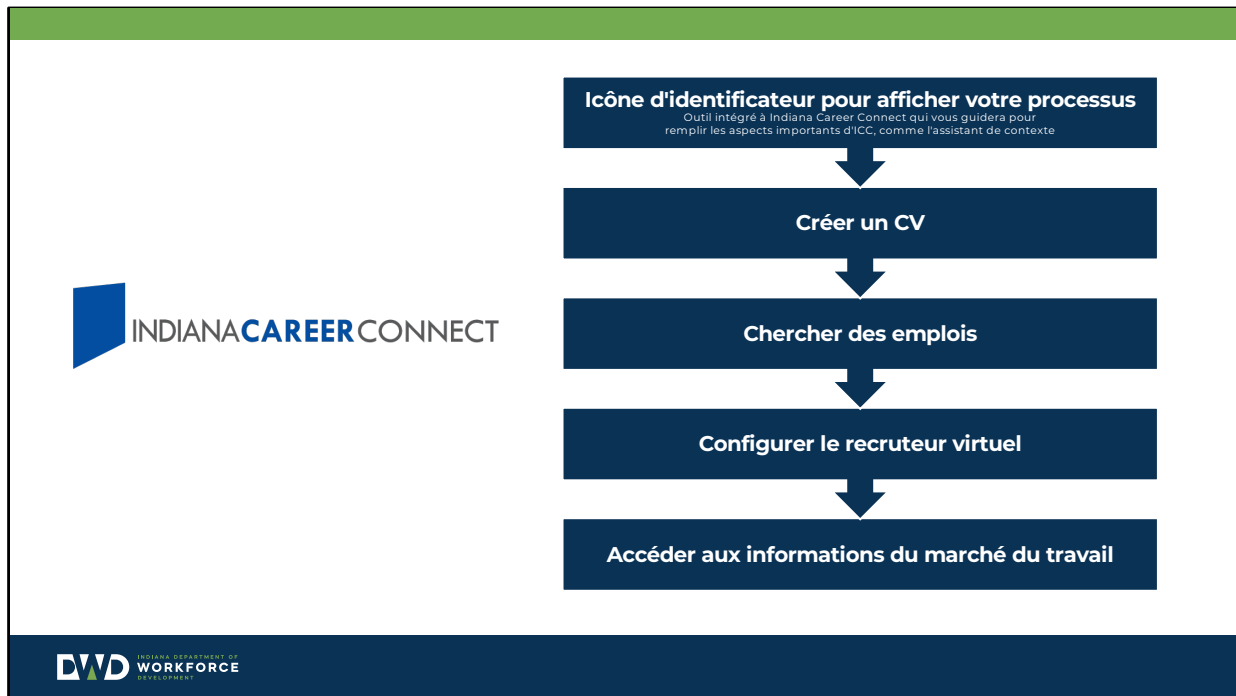 Icône d'identificateur pour afficher votre processus
Outil intégré à Indiana Career Connect qui vous guidera pour
remplir les aspects importants d'ICC, comme l'assistant de contexte
Créer un CV
INDIANACAREERCONNECT
Chercher des emplois
Configurer le recruteur virtuel
Accéder aux informations du marché du travail
DWD
INDIANA DEPARTMENT OF
WORKFORCE
DEVELOPMENT